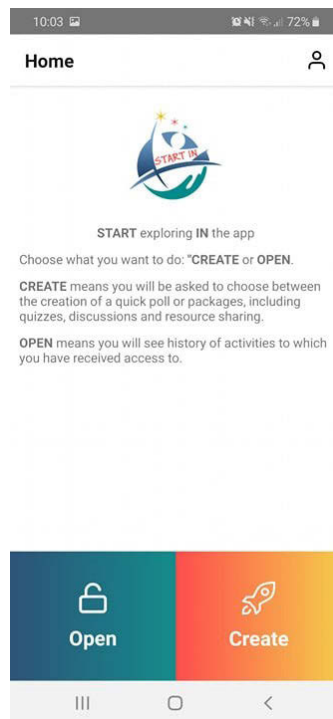 10:03 72%
Home
START IN
START exploring IN the app
Choose what you want to do: "CREATE or OPEN.
CREATE means you will be asked to choose between
the creation of a quick poll or packages, including
quizzes, discussions and resource sharing.
OPEN means you will see history of activities to which
you have received access to.
Open Create